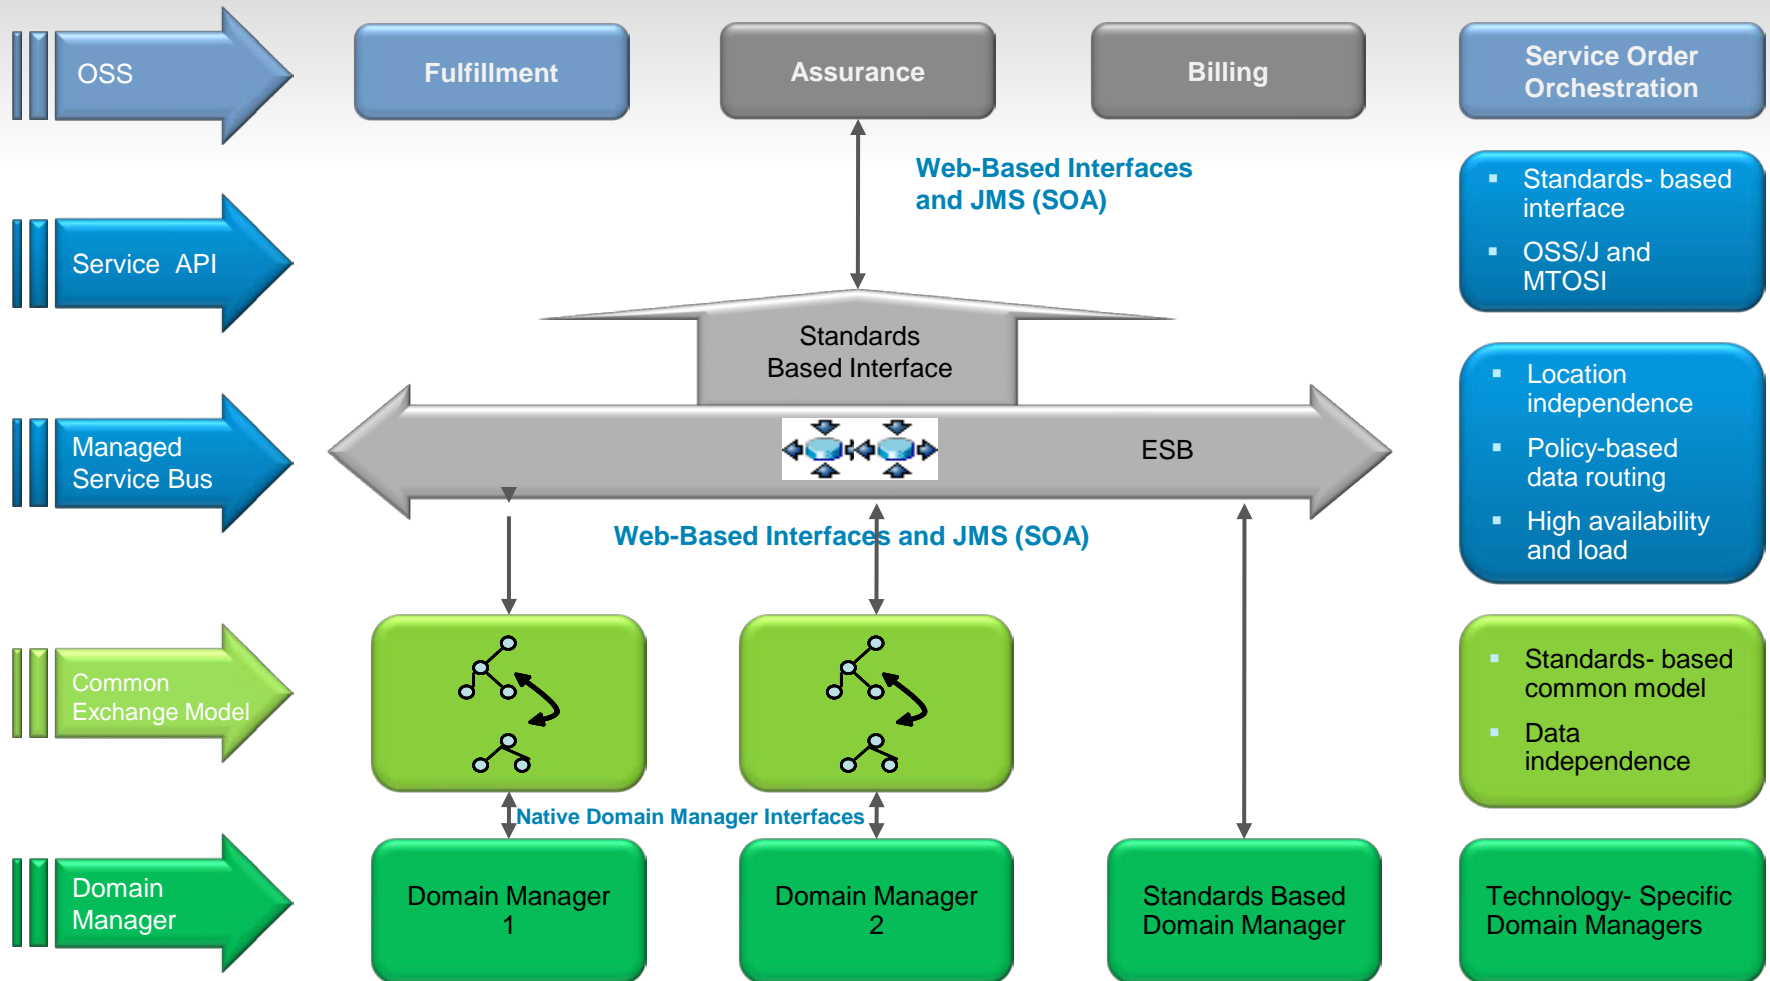 OSS
Fulfillment
Assurance
Billing
Service Order
Orchestration
Web-Based Interfaces
and JMS (SOA)
Service API
Standards- based
interface
OSS/J and
MTOSI
Standards
Based Interface
Managed
Service Bus
ESB
Location
independence
Policy-based
data routing
High availability
and load
Web-Based Interfaces and JMS (SOA)
Common
Exchange Model
Standards- based
common model
Data
independence
Native Domain Manager Interfaces
Domain
Manager
Domain Manager
1
Domain Manager
2
Standards Based
Domain Manager
Technology- Specific
Domain Managers